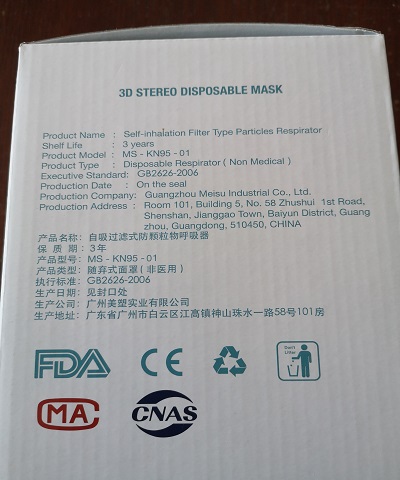 3D STEREO DISPOSABLE MASK
Product Name : Self-inhalation Filter Type Particles Respirator
Shelf Life : 3 years
Product Model : MS - KN95 - 01
Product Type : Disposable Respirator ( Non Medical )
Executive Standard: GB2626-2006
Production Date : On the seal
Production Company: Guangzhou Meisu Industrial Co., Ltd.
Production Address : Room 101, Building 5, No. 58 Zhushui 1st Road,
Shenshan, Jianggao Town, Baiyun District, Guang
zhou, Guangdong, 510450, CHINA
产品名称: 自吸过滤式防颗粒物呼吸器
保 质 期: 3年
产品型号: MS - KN95 - 01
产品类型: 随弃式面罩 ( 非医用 )
执行标准: GB2626-2006
生产日期: 见封口处
生产公司: 广州美塑实业有限公司
生产地址: 广东省广州市白云区江高镇神山珠水一路58号101房
FDA CE Don't Litter
MA CNAS